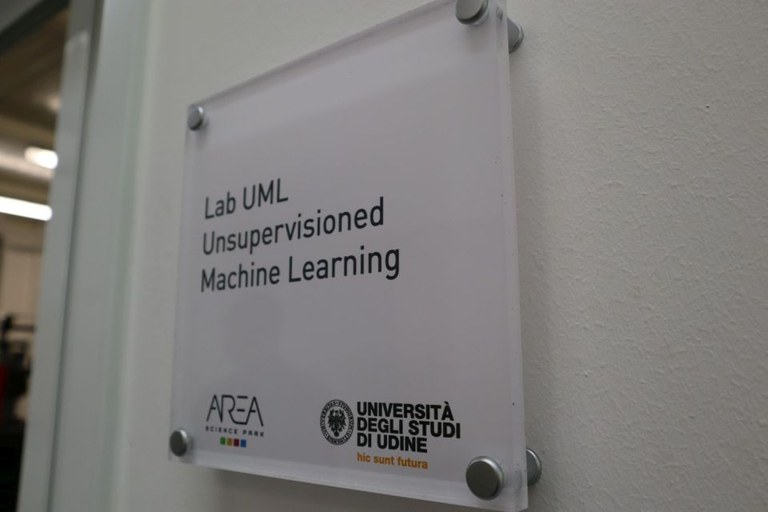 Lab UML
Unsupervisioned
Machine Learning
AREA
SCIENCE PARK
UNIVERSITÀ
DEGLI STUDI
DI UDINE
hic sunt futura